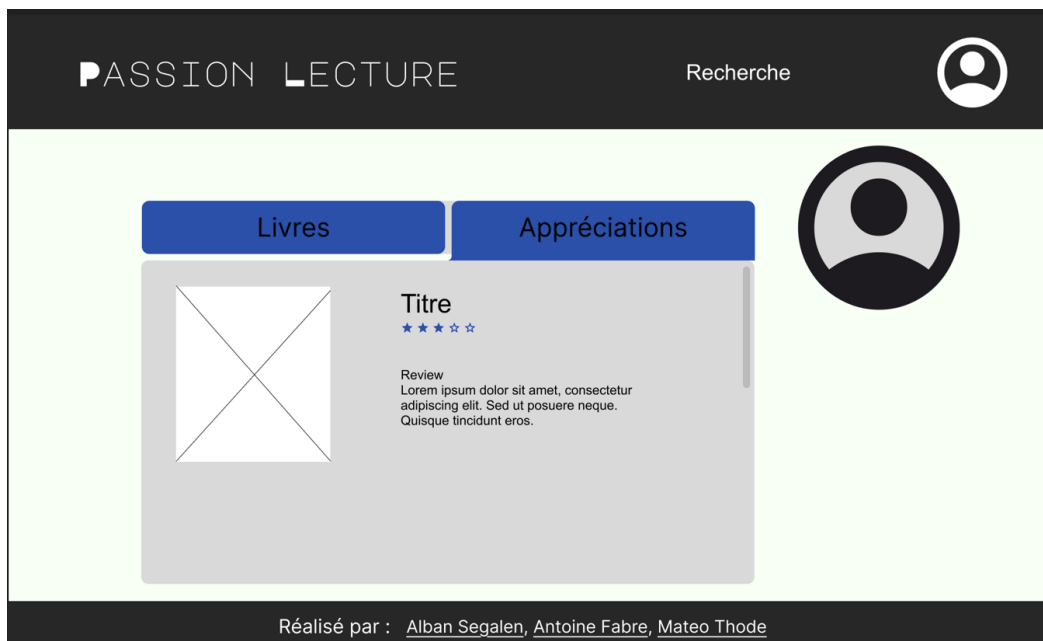 PASSION LECTURE
Recherche
Livres
Appréciations
Titre
Review
Lorem ipsum dolor sit amet, consectetur
adipiscing elit. Sed ut posuere neque.
Quisque tincidunt eros.
Réalisé par : Alban Segalen, Antoine Fabre, Mateo Thode